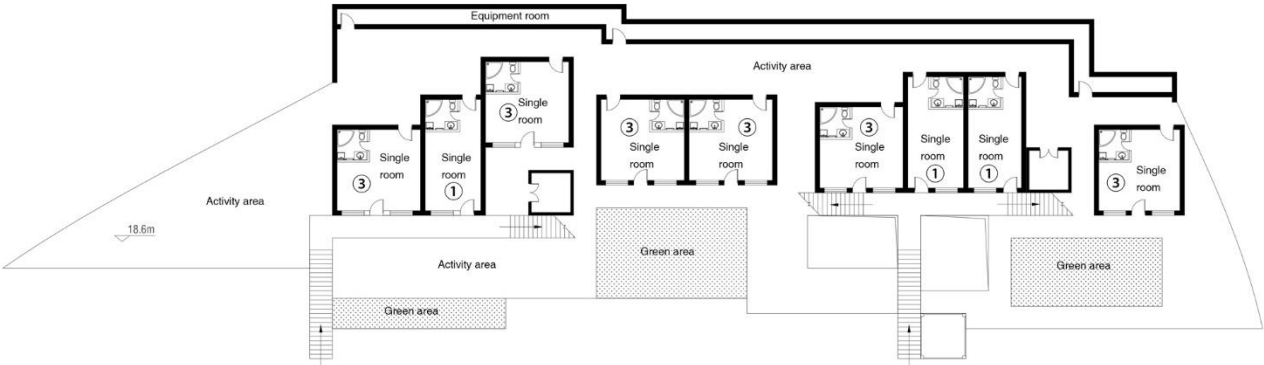 Equipment room
Activity area
③
Single
room
③
Single
room
Single
room
①
Single
room
③
③
Single
room
③
Single
room
③
Single
room
Single
room
①
Single
room
①
③
Single
room
Activity area
18.6m
Activity area
Green area
Green area
Green area